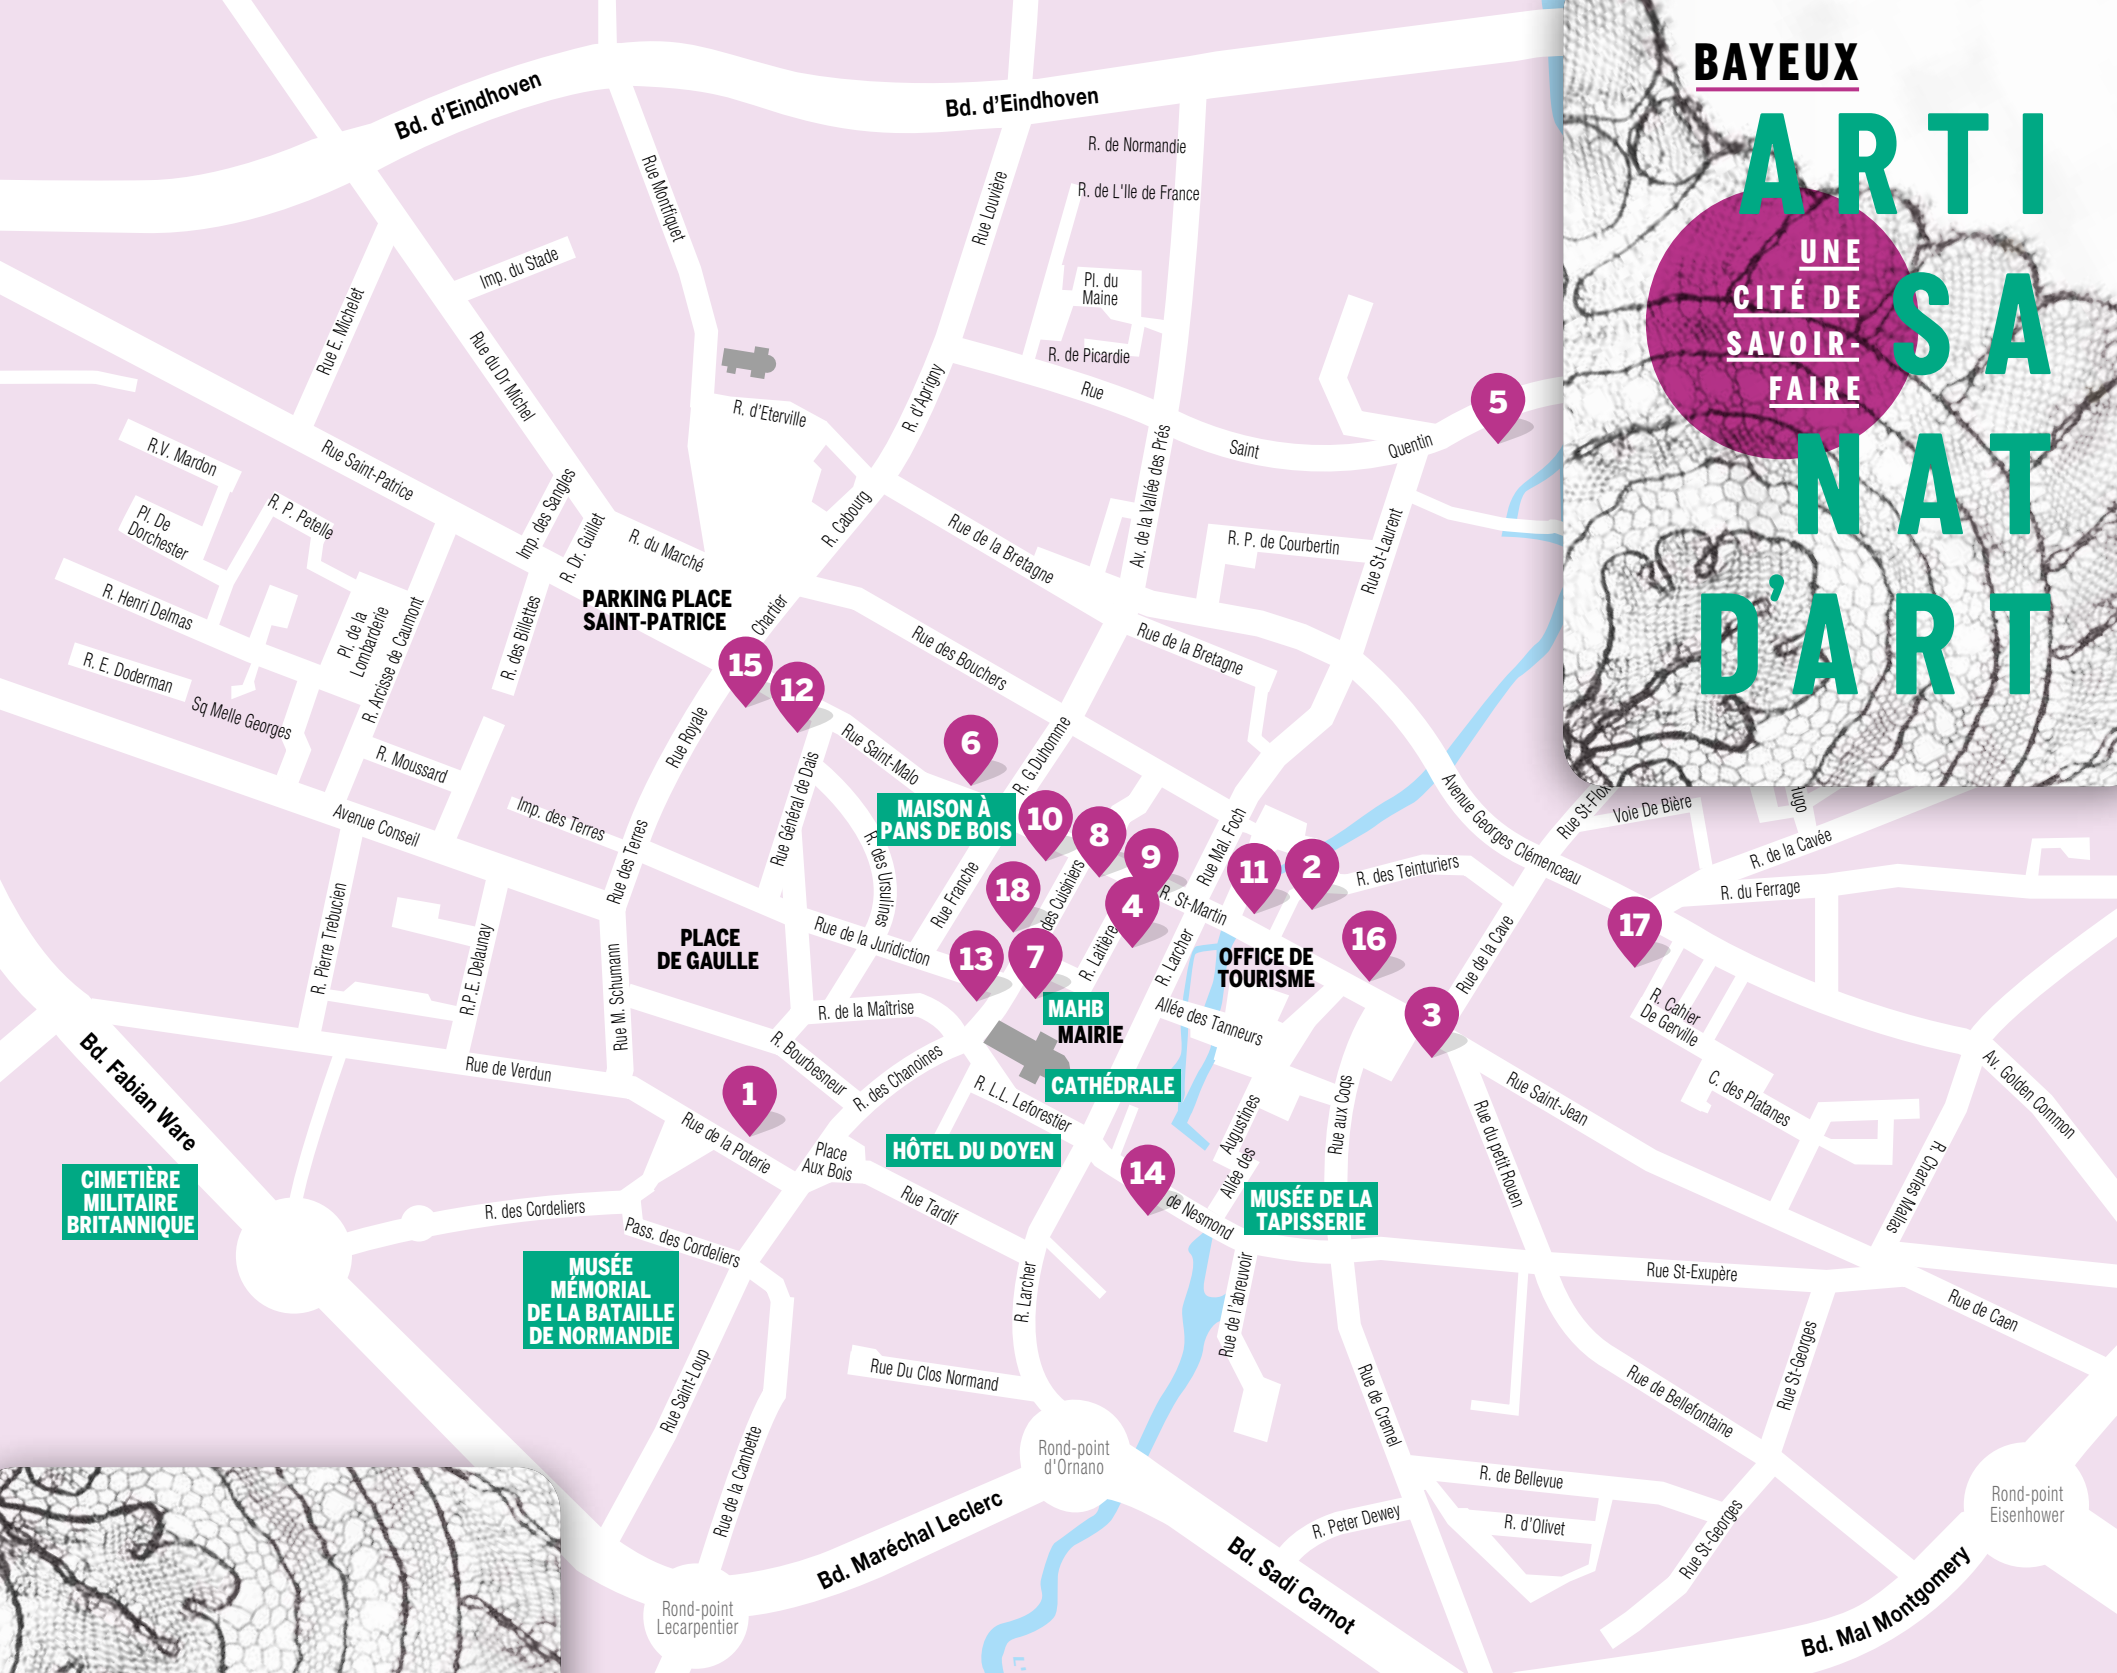 BAYEUX
ARTI
SA
NAT
D'ART
UNE
CITÉ DE
SAVOIR-
FAIRE
Bd. d'Eindhoven
Bd. d'Eindhoven
R. de Normandie
R. de L'Ile de France
Rue Montfiquet
Rue Louvière
Imp. du Stade
Pl. du
Maine
Rue E. Michelet
Rue du Dr Michel
R. de Picardie
Rue
Saint
Quentin
5
R. d'Eterville
R. d'Aprigny
R.V. Mardon
Rue Saint-Patrice
Av. de la Vallée des Prés
Pl. De
Dorchester
R. P. Petelle
Imp. des Sangles
R. Dr. Guillet
R. du Marché
R. Cabourg
Rue de la Bretagne
R. P. de Courbertin
Rue St-Laurent
R. Henri Delmas
Pl. de la
Lombarderie
R. Arcisse de Caumont
R. des Billettes
PARKING PLACE
SAINT-PATRICE
Chartier
Rue des Bouchers
Rue de la Bretagne
R. E. Doderman
Sq Melle Georges
15
12
R. Moussard
Rue Royale
Rue Saint-Malo
6
R. G.Duhomme
Rue Général de Dais
Avenue Conseil
Imp. des Terres
Rue des Terres
R. des Ursulines
MAISON À
PANS DE BOIS
10
8
9
Rue Mal. Foch
11
2
R. des Teinturiers
Avenue Georges Clémenceau
Rue St-Flox
Voie De Bière
Hugo
R. de la Cavée
R. du Ferrage
R. Pierre Trebucien
R.P.E. Delaunay
Rue M. Schumann
PLACE
DE GAULLE
Rue de la Juridiction
Rue Franche
18
des Cuisiniers
4
R. St-Martin
13
7
R. Laitière
R. Larcher
OFFICE DE
TOURISME
16
Rue de la Cave
17
R. de la Maîtrise
MAHB
MAIRIE
Allée des Tanneurs
3
R. Cahier
De Gerville
Bd. Fabian Ware
Rue de Verdun
R. Bourbesneur
R. des Chanoines
R. L.L. Leforestier
CATHÉDRALE
1
Rue de la Poterie
Place
Aux Bois
HÔTEL DU DOYEN
Augustines
Allée des
Rue aux Coqs
Rue du petit Rouen
Rue Saint-Jean
C. des Platanes
Av. Golden Common
R. Charles Mallas
CIMETIÈRE
MILITAIRE
BRITANNIQUE
R. des Cordeliers
Pass. des Cordeliers
Rue Tardif
14
de Nesmond
MUSÉE DE LA
TAPISSERIE
MUSÉE
MÉMORIAL
DE LA BATAILLE
DE NORMANDIE
R. Larcher
Rue de l'abreuvoir
Rue St-Exupère
Rue de Caen
Rue Saint-Loup
Rue Du Clos Normand
Rue de Cremel
Rue de Bellefontaine
Rue St-Georges
Rue de la Cambette
Rond-point
d'Ornano
R. de Bellevue
R. d'Olivet
R. Peter Dewey
Rue St-Georges
Rond-point
Eisenhower
Bd. Maréchal Leclerc
Bd. Sadi Carnot
Bd. Mal Montgomery
Rond-point
Lecarpentier